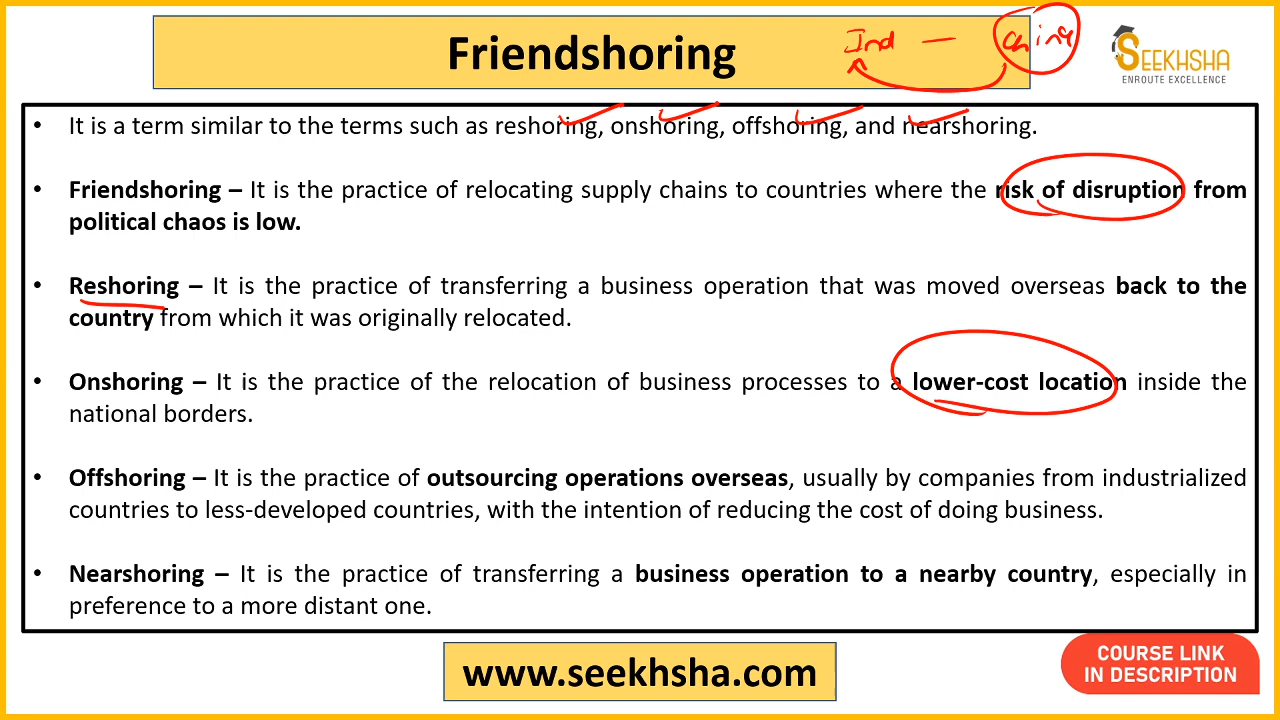 Friendshoring
Ind — China
SEEKHSHA
ENROUTE EXCELLENCE
• It is a term similar to the terms such as reshoring, onshoring, offshoring, and nearshoring.
• Friendshoring – It is the practice of relocating supply chains to countries where the risk of disruption from
political chaos is low.
• Reshoring – It is the practice of transferring a business operation that was moved overseas back to the
country from which it was originally relocated.
• Onshoring – It is the practice of the relocation of business processes to a lower-cost location inside the
national borders.
• Offshoring – It is the practice of outsourcing operations overseas, usually by companies from industrialized
countries to less-developed countries, with the intention of reducing the cost of doing business.
• Nearshoring – It is the practice of transferring a business operation to a nearby country, especially in
preference to a more distant one.
www.seekhsha.com
COURSE LINK
IN DESCRIPTION